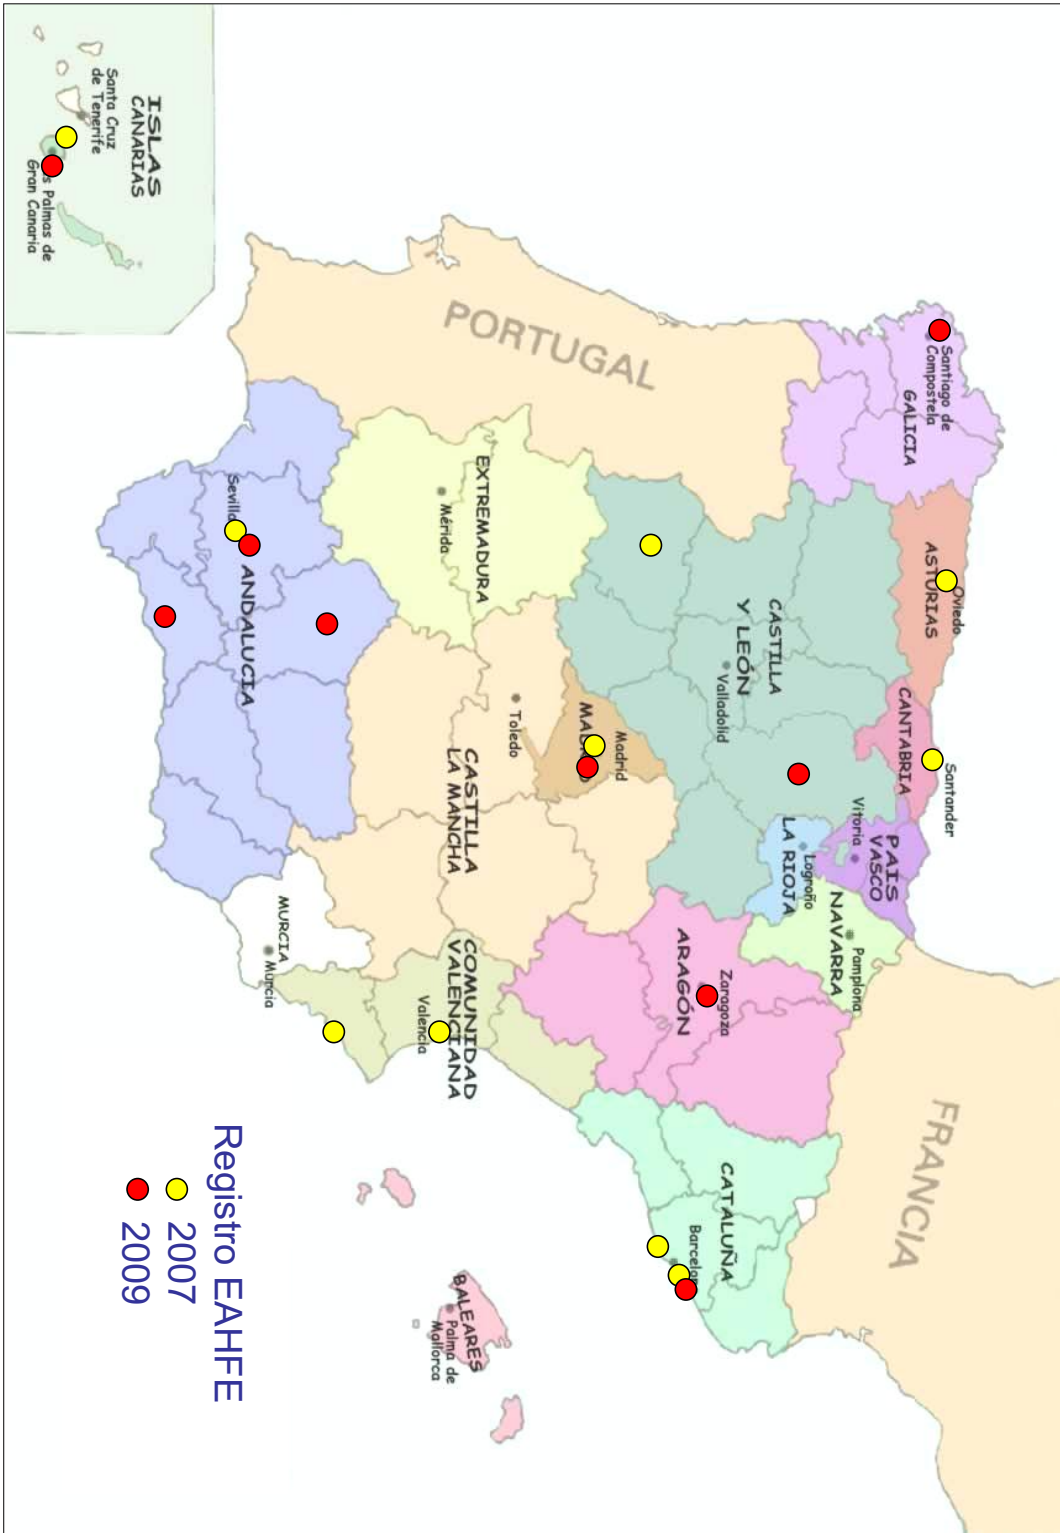 Santiago de
Compostela
GALICIA
Oviedo
ASTURIAS
Santander
CANTABRIA
PAIS
VASCO
Vitoria
NAVARRA
Pamplona
Logroño
LA RIOJA
FRANCIA
CASTILLA
Y LEÓN
Valladolid
Zaragoza
ARAGÓN
CATALUÑA
PORTUGAL
Madrid
Toledo
EXTREMADURA
Mérida
CASTILLA
LA MANCHA
COMUNIDAD
VALENCIANA
Valencia
BALEARES
Palma de
Mallorca
Sevilla
ANDALUCIA
MURCIA
Murcia
ISLAS
CANARIAS
Santa Cruz
de Tenerife
Palmas de
Gran Canaria
Registro EAHFE
2007
2009